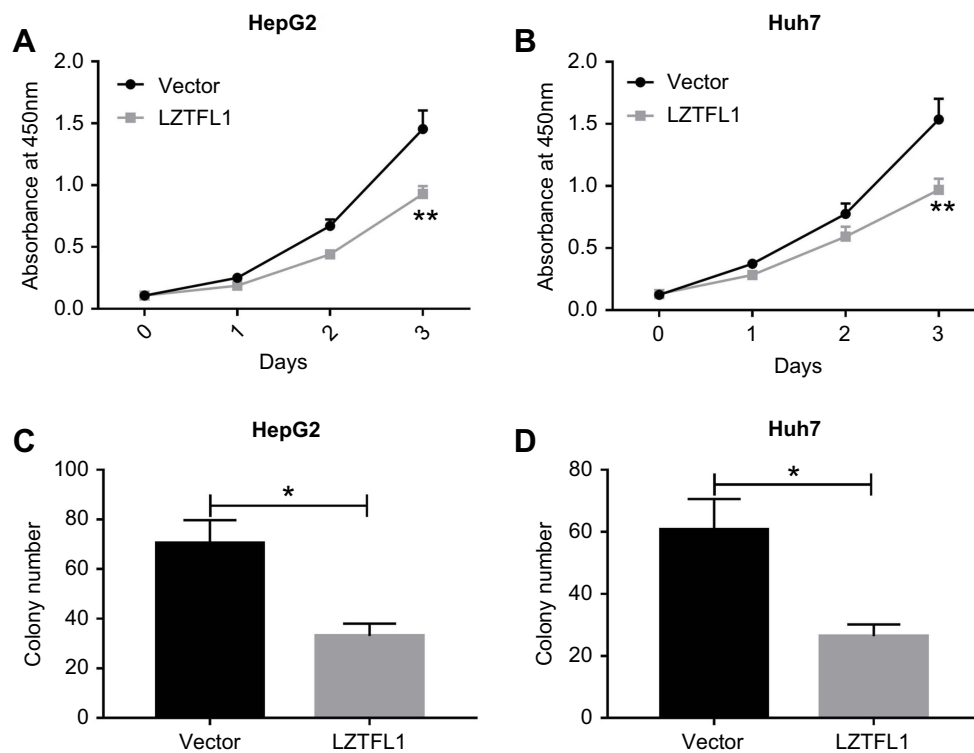 A
HepG2
Absorbance at 450nm
2.0
1.5
1.0
0.5
0.0
Vector
LZTFL1
**
0 1 2 3
Days
B
Huh7
Absorbance at 450nm
2.0
1.5
1.0
0.5
0.0
Vector
LZTFL1
**
0 1 2 3
Days
C
HepG2
Colony number
100
80
60
40
20
0
*
Vector LZTFL1
D
Huh7
Colony number
80
60
40
20
0
*
Vector LZTFL1